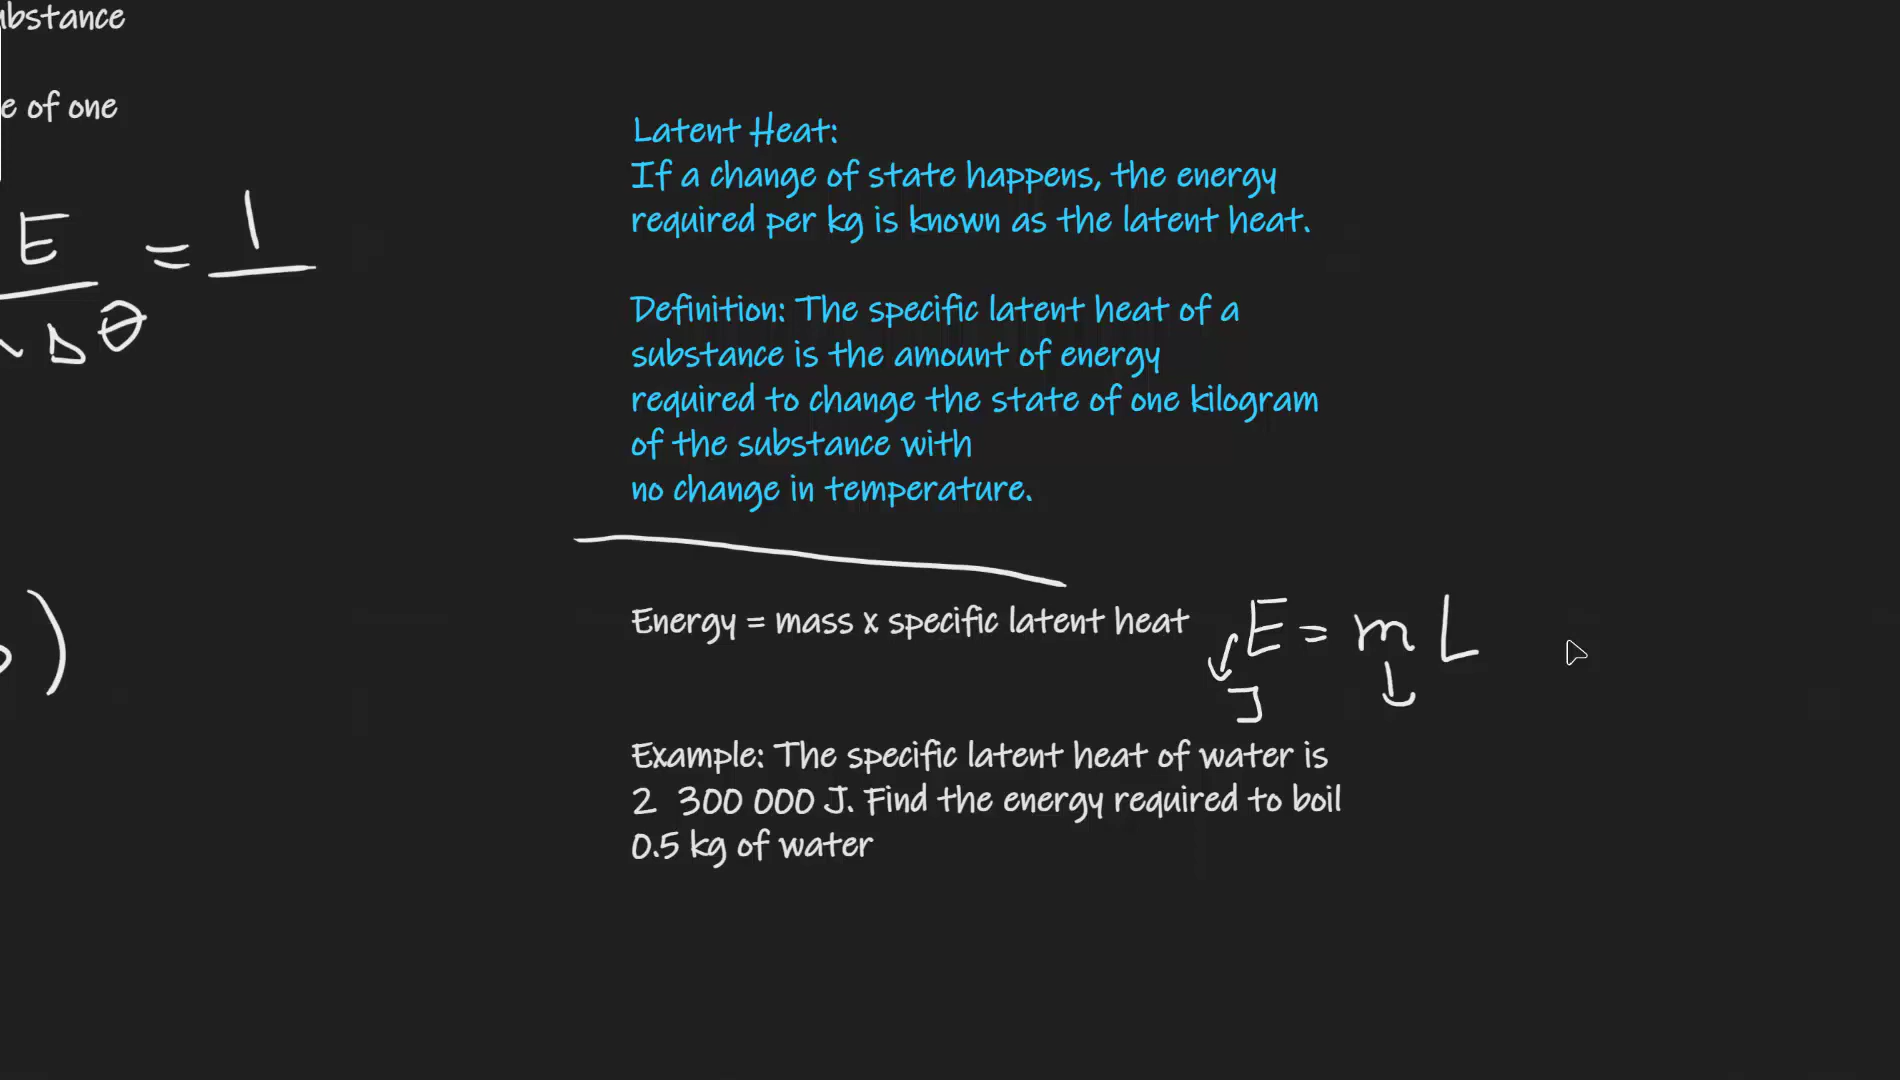 ubstance
e of one
E = 1
Δθ
)
Latent Heat:
If a change of state happens, the energy
required per kg is known as the latent heat.
Definition: The specific latent heat of a
substance is the amount of energy
required to change the state of one kilogram
of the substance with
no change in temperature.
Energy = mass x specific latent heat
E = m L
J
Example: The specific latent heat of water is
2 300 000 J. Find the energy required to boil
0.5 kg of water